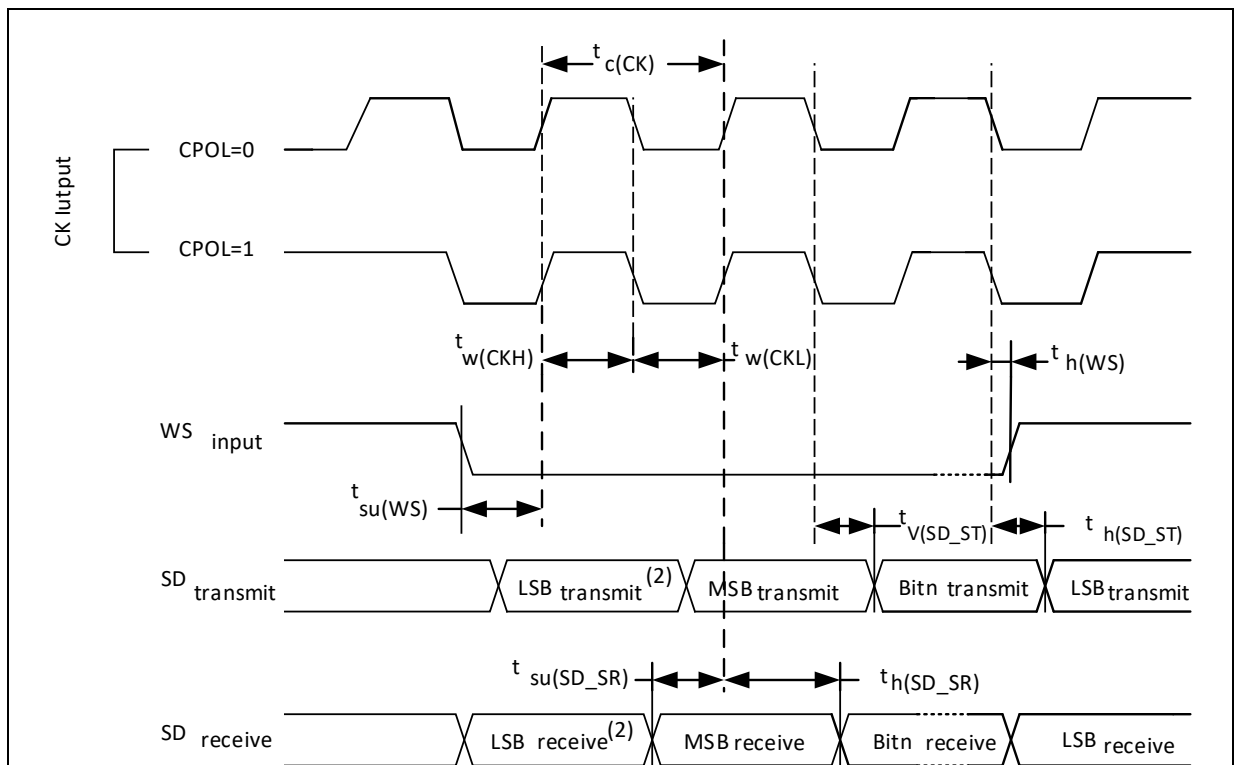 t c(CK)
CK Iutput
CPOL=0
CPOL=1
t w(CKH)
t w(CKL)
t h(WS)
WS input
t su(WS)
t V(SD_ST)
t h(SD_ST)
SD transmit
LSB transmit(2)
MSB transmit
Bitn transmit
LSB transmit
t su(SD_SR)
t h(SD_SR)
SD receive
LSB receive(2)
MSB receive
Bitn receive
LSB receive